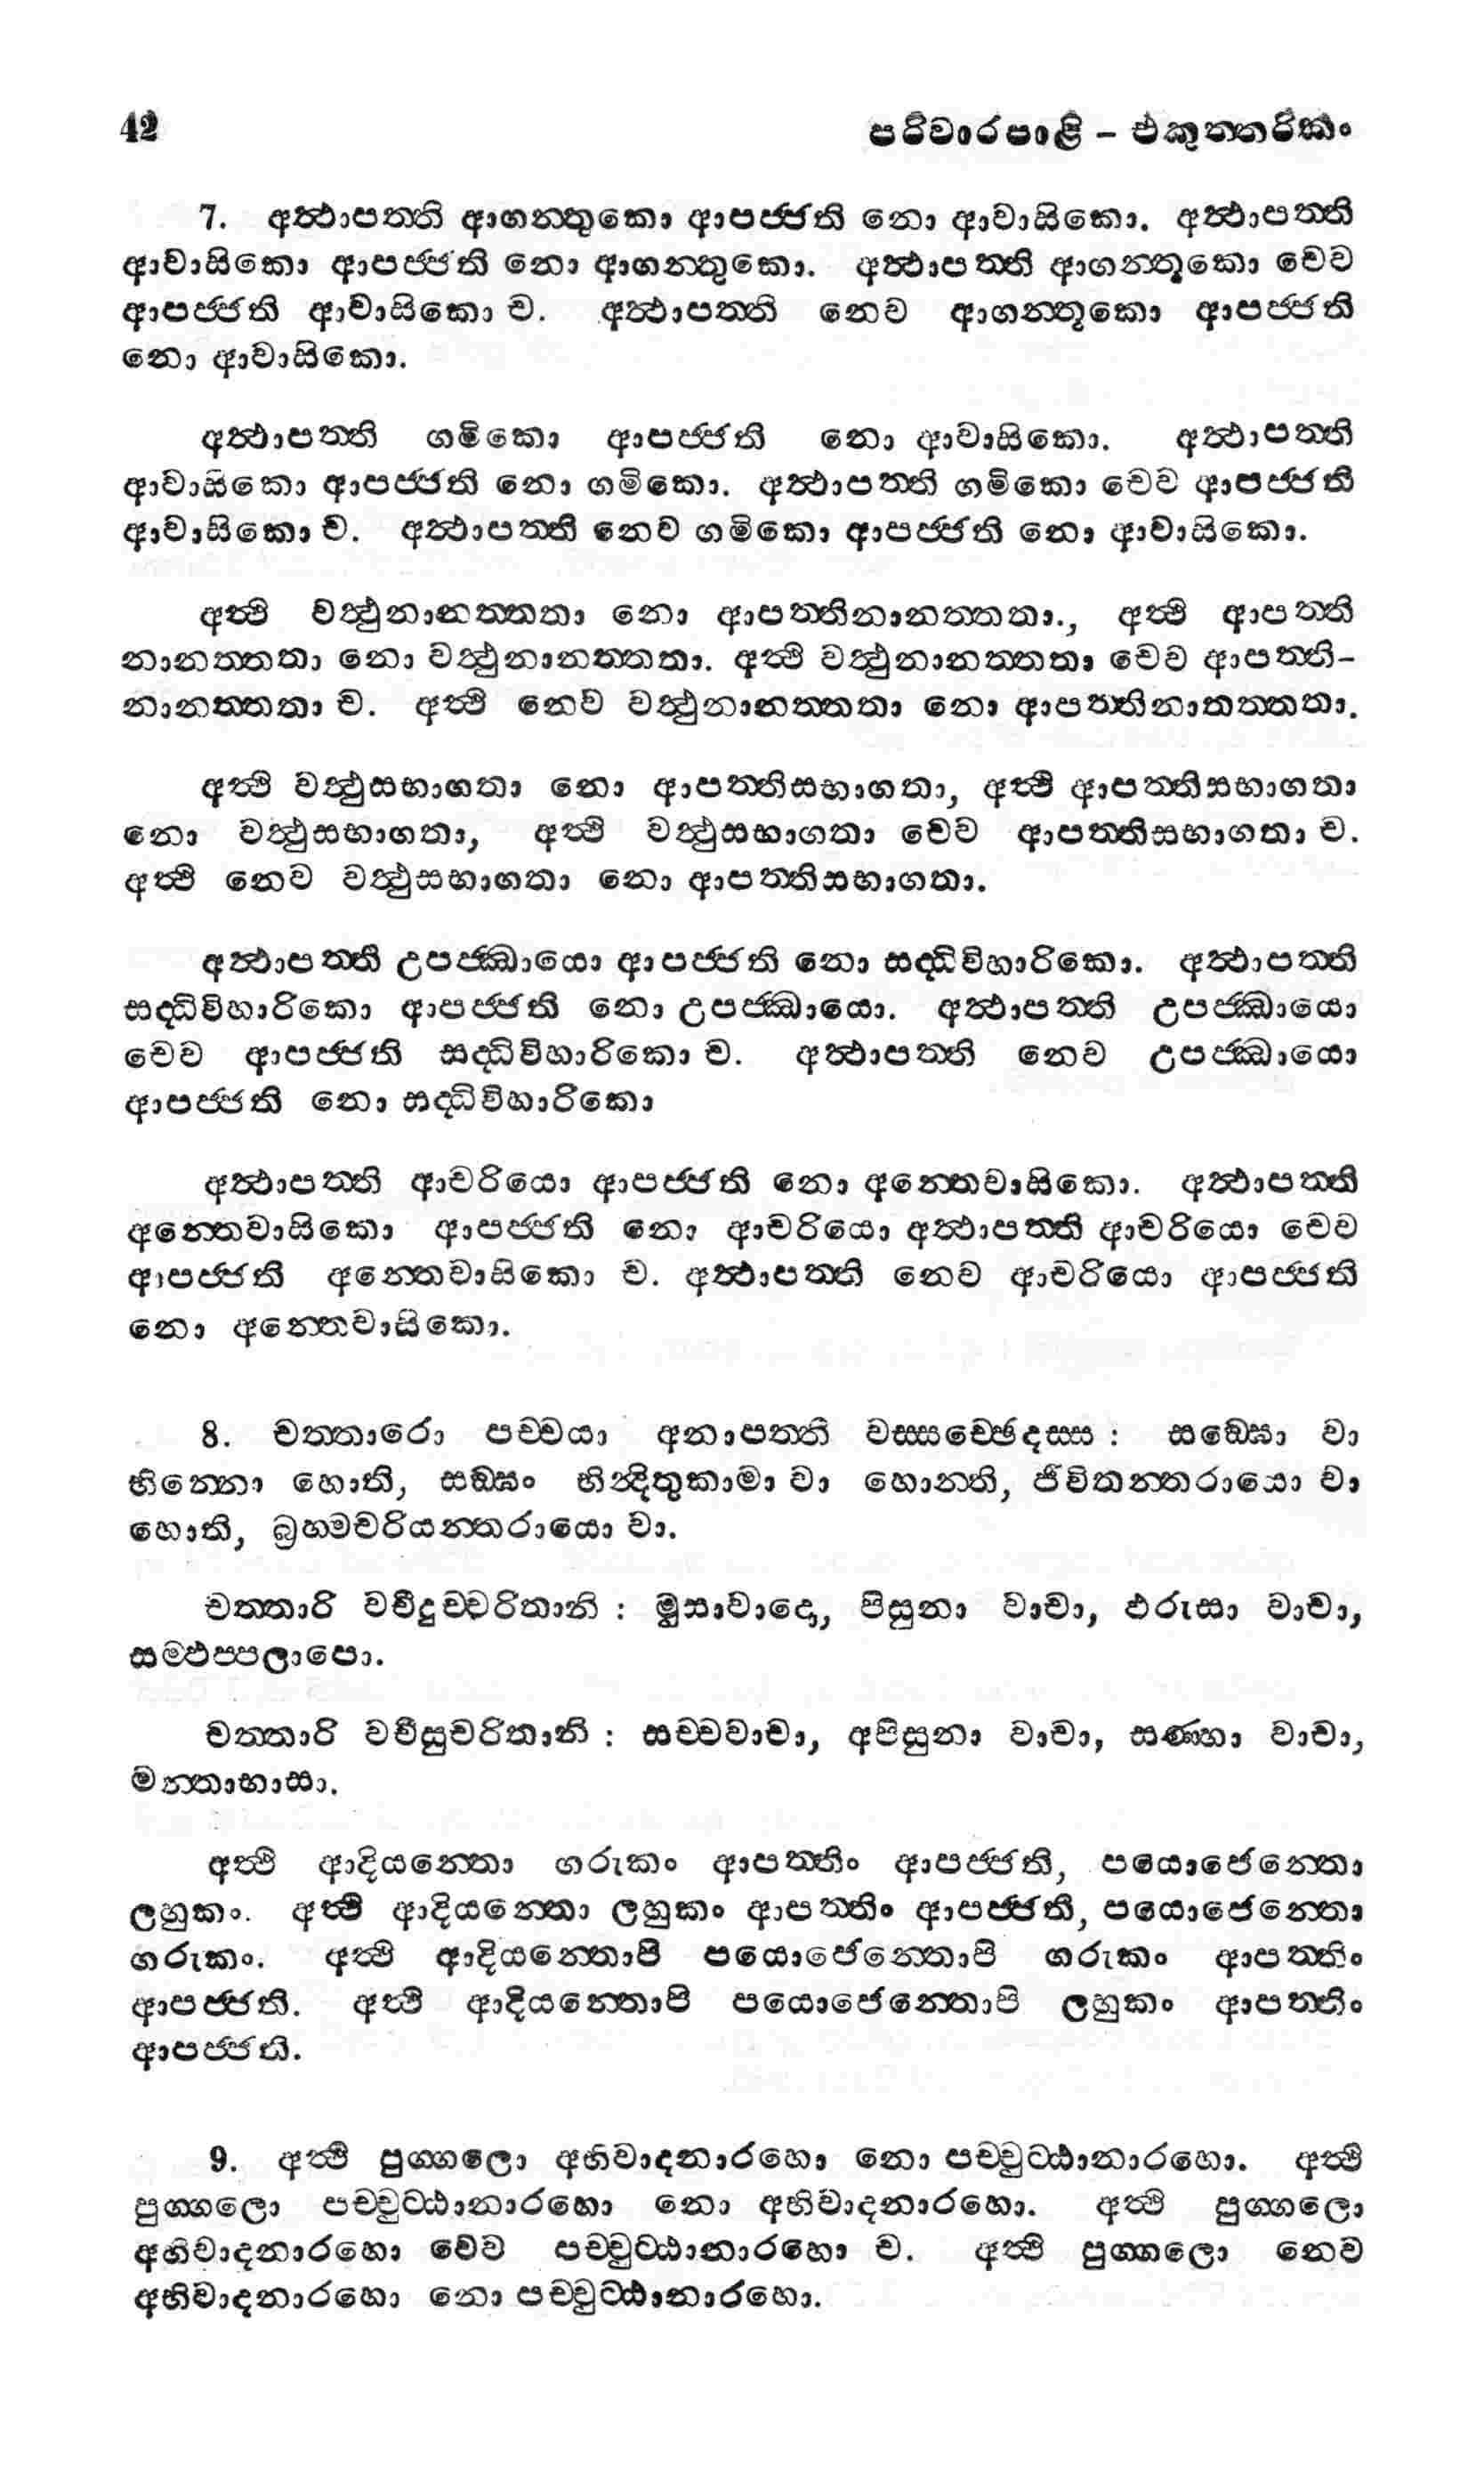 42
පරිවාරපාළි – එකුත්තරිකං
7. අත්ථාපත්ති ආගන්තුකො ආපජ්ජති නො ආවාසිකො. අත්ථාපත්ති
ආවාසිකො ආපජ්ජති නො ආගන්තුකො. අත්ථාපත්ති ආගන්තුකො චෙව
ආපජ්ජති ආවාසිකො ච. අත්ථාපත්ති නෙව ආගන්තුකො ආපජ්ජති
නො ආවාසිකො.
අත්ථාපත්ති ගමිකො ආපජ්ජති නො ආවාසිකො. අත්ථාපත්ති
ආවාසිකො ආපජ්ජති නො ගමිකො. අත්ථාපත්ති ගමිකො චෙව ආපජ්ජති
ආවාසිකො ච. අත්ථාපත්ති නෙව ගමිකො ආපජ්ජති නො ආවාසිකො.
අත්ථි වත්ථුනානත්තතා නො ආපත්තිනානත්තතා., අත්ථි ආපත්ති
නානත්තතා නො වත්ථුනානත්තතා. අත්ථි වත්ථුනානත්තතා චෙව ආපත්ති–
නානත්තතා ච. අත්ථි නෙව වත්ථුනානත්තතා නො ආපත්තිනාතත්තතා.
අත්ථි වත්ථුසභාගතා නො ආපත්තිසභාගතා, අත්ථි ආපත්තිසභාගතා
නො වත්ථුසභාගතා, අත්ථි වත්ථුසභාගතා චෙව ආපත්තිසභාගතා ච.
අත්ථි නෙව වත්ථුසභාගතා නො ආපත්තිසභාගතා.
අත්ථාපත්ති උපජ්ඣායො ආපජ්ජති නො සද්ධිවිහාරිකො. අත්ථාපත්ති
සද්ධිවිහාරිකො ආපජ්ජති නො උපජ්ඣායො. අත්ථාපත්ති උපජ්ඣායො
චෙව ආපජ්ජති සද්ධිවිහාරිකො ච. අත්ථාපත්ති නෙව උපජ්ඣායො
ආපජ්ජති නො සද්ධිවිහාරිකො
අත්ථාපත්ති ආචරියො ආපජ්ජති නො අන්තෙවාසිකො. අත්ථාපත්ති
අන්තෙවාසිකො ආපජ්ජති නො ආචරියො අත්ථාපත්ති ආචරියො චෙව
ආපජ්ජති අන්තෙවාසිකො ච. අත්ථාපත්ති නෙව ආචරියො ආපජ්ජති
නො අන්තෙවාසිකො.
8. චත්තාරො පච්චයා අනාපත්ති වස්සච්ඡෙදස්ස : සඞ්ඝො වා
භින්නො හොති, සඞ්ඝං භින්දිතුකාමා වා හොන්ති, ජීවිතන්තරායො වා
හොති, බ්‍රහ්මචරියන්තරායො වා.
චත්තාරි වචීදුච්චරිතානි : මුසාවාදො, පිසුනා වාචා, ඵරුසා වාචා,
සම්ඵප්පලාපො.
චත්තාරි වචීසුචරිතානි : සච්චවාචා, අපිසුනා වාචා, සණ්හා වාචා,
මන්තාභාසා.
අත්ථි ආදියන්තො ගරුකං ආපත්තිං ආපජ්ජති, පයොජෙන්තො
ලහුකං. අත්ථි ආදියන්තො ලහුකං ආපත්තිං ආපජ්ජති, පයොජෙන්තො
ගරුකං. අත්ථි ආදියන්තොපි පයොජෙන්තොපි ගරුකං ආපත්තිං
ආපජ්ජති. අත්ථි ආදියන්තොපි පයොජෙන්තොපි ලහුකං ආපත්තිං
ආපජ්ජති.
9. අත්ථි පුග්ගලො අභිවාදනාරහො නො පච්චුට්ඨානාරහො. අත්ථි
පුග්ගලො පච්චුට්ඨානාරහො නො අභිවාදනාරහො. අත්ථි පුග්ගලො
අභිවාදනාරහො චෙව පච්චුට්ඨානාරහො ච. අත්ථි පුග්ගලො නෙව
අභිවාදනාරහො නො පච්චුට්ඨානාරහො.